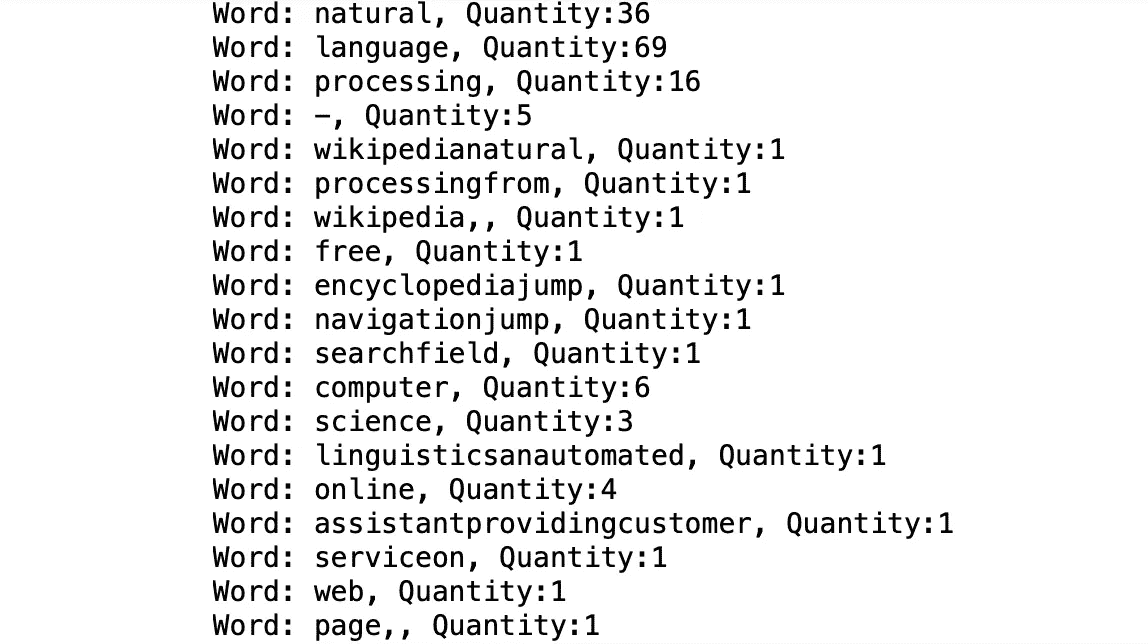 Word: natural, Quantity:36
Word: language, Quantity:69
Word: processing, Quantity:16
Word: –, Quantity:5
Word: wikipedianatural, Quantity:1
Word: processingfrom, Quantity:1
Word: wikipedia,, Quantity:1
Word: free, Quantity:1
Word: encyclopediajump, Quantity:1
Word: navigationjump, Quantity:1
Word: searchfield, Quantity:1
Word: computer, Quantity:6
Word: science, Quantity:3
Word: linguisticsanautomated, Quantity:1
Word: online, Quantity:4
Word: assistantprovidingcustomer, Quantity:1
Word: serviceon, Quantity:1
Word: web, Quantity:1
Word: page,, Quantity:1